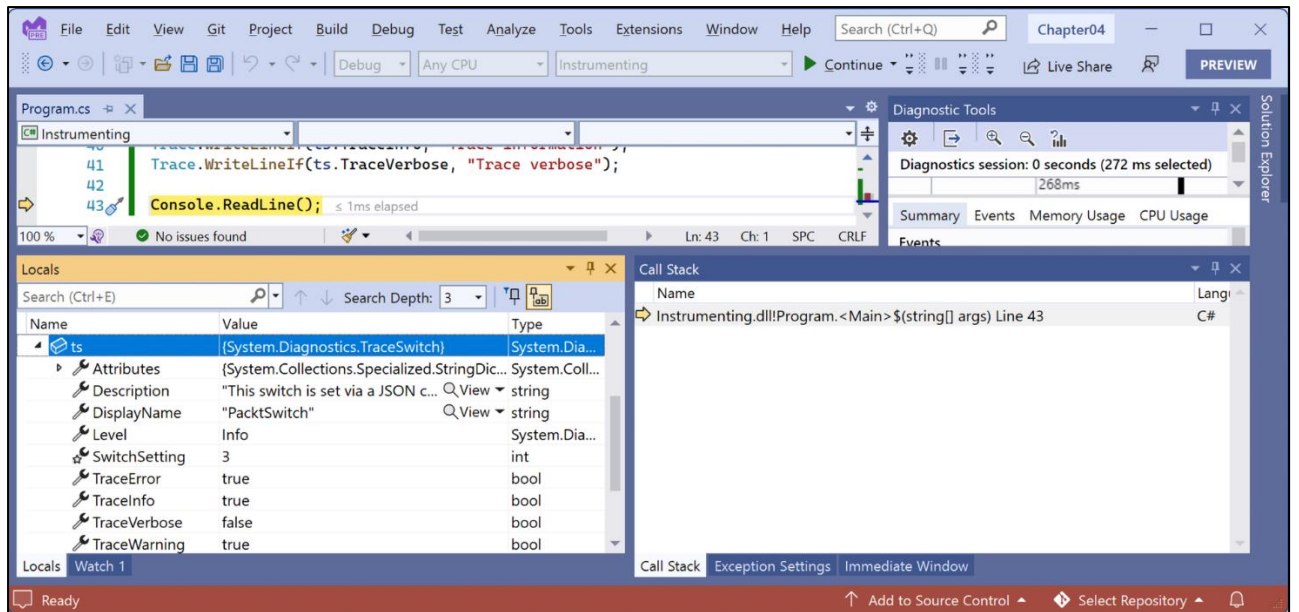 PRE File Edit View Git Project Build Debug Test Analyze Tools Extensions Window Help Search (Ctrl+Q) Chapter04
Debug Any CPU Instrumenting Continue Live Share PREVIEW
Program.cs
C# Instrumenting
41 Trace.WriteLineIf(ts.TraceVerbose, "Trace verbose");
42
43 Console.ReadLine(); ≤ 1ms elapsed
100 % No issues found Ln: 43 Ch: 1 SPC CRLF
Diagnostic Tools
Diagnostics session: 0 seconds (272 ms selected)
268ms
Summary Events Memory Usage CPU Usage
Events
Solution Explorer
Locals
Search (Ctrl+E) Search Depth: 3
Name Value Type
ts {System.Diagnostics.TraceSwitch} System.Dia...
Attributes {System.Collections.Specialized.StringDic... System.Coll...
Description "This switch is set via a JSON c... View string
DisplayName "PacktSwitch" View string
Level Info System.Dia...
SwitchSetting 3 int
TraceError true bool
TraceInfo true bool
TraceVerbose false bool
TraceWarning true bool
Locals Watch 1
Call Stack
Name Langu
Instrumenting.dll!Program.<Main>$(string[] args) Line 43 C#
Call Stack Exception Settings Immediate Window
Ready Add to Source Control Select Repository